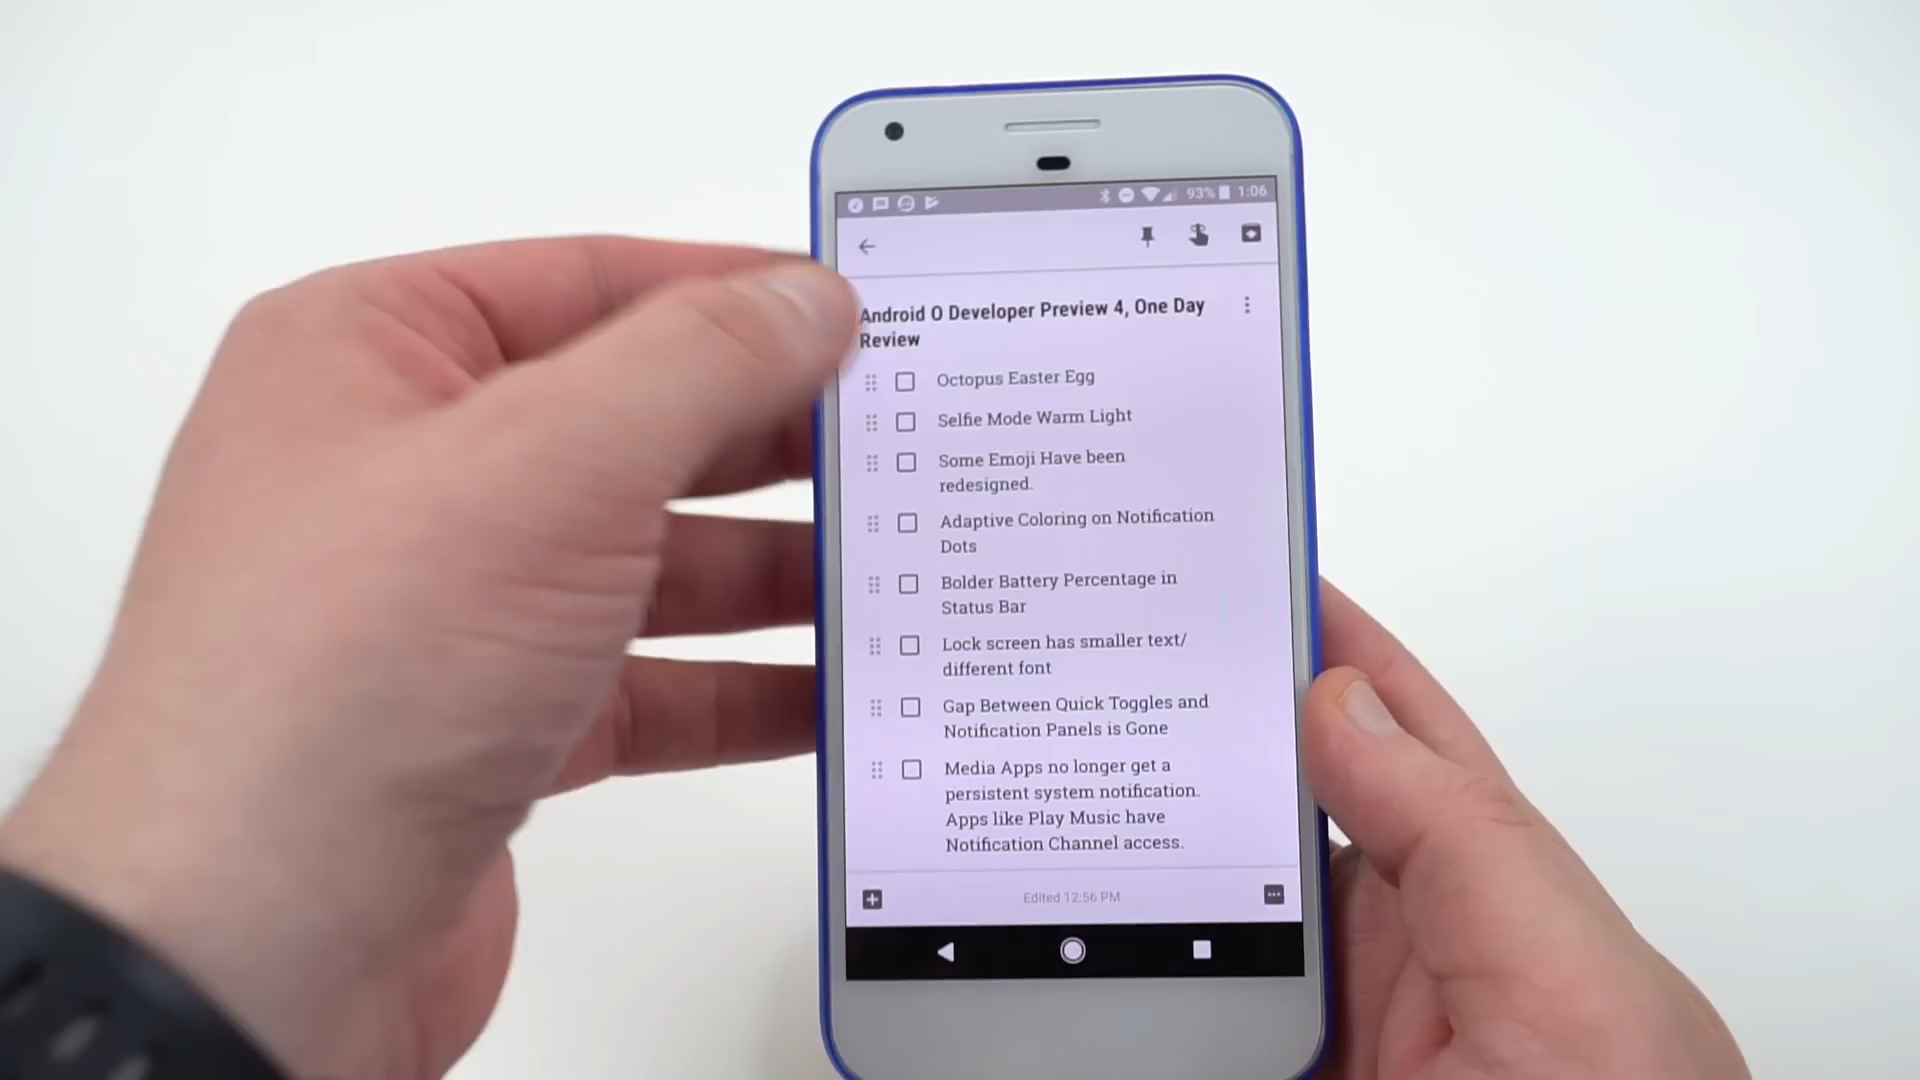 93% 1:06
Android O Developer Preview 4, One Day
Review
Octopus Easter Egg
Selfie Mode Warm Light
Some Emoji Have been
redesigned.
Adaptive Coloring on Notification
Dots
Bolder Battery Percentage in
Status Bar
Lock screen has smaller text/
different font
Gap Between Quick Toggles and
Notification Panels is Gone
Media Apps no longer get a
persistent system notification.
Apps like Play Music have
Notification Channel access.
Edited 12:56 PM